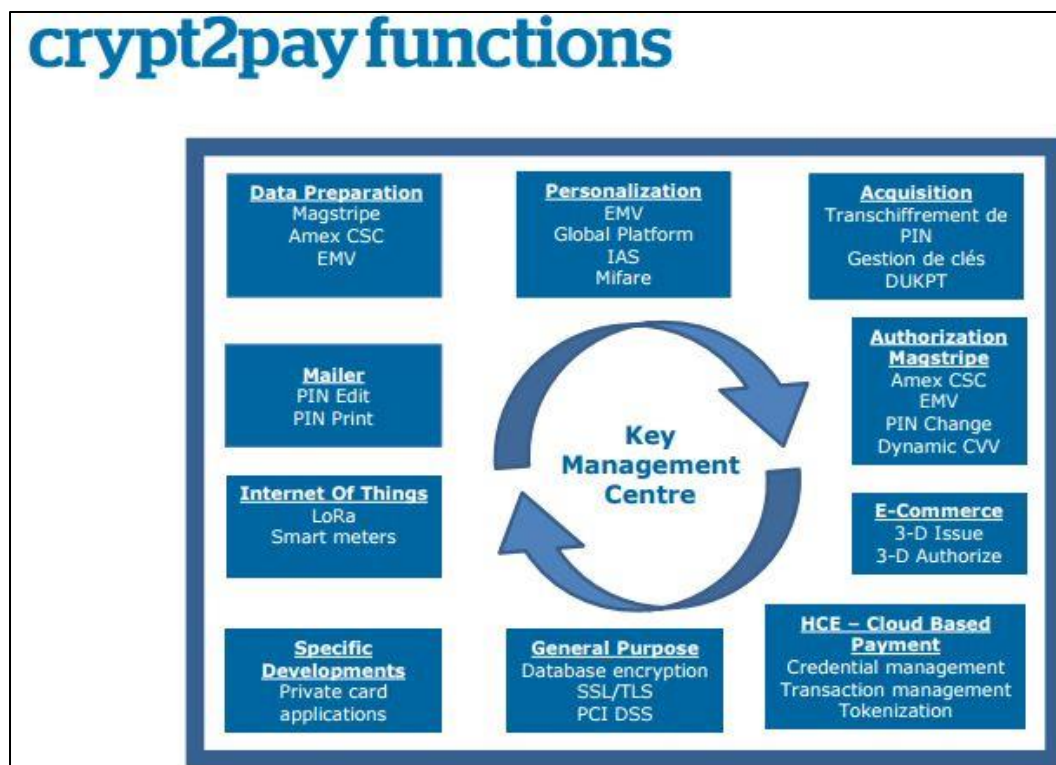 crypt2pay functions
Data Preparation
Magstripe
Amex CSC
EMV
Personalization
EMV
Global Platform
IAS
Mifare
Acquisition
Transchiffrement de
PIN
Gestion de clés
DUKPT
Mailer
PIN Edit
PIN Print
Key
Management
Centre
Authorization
Magstripe
Amex CSC
EMV
PIN Change
Dynamic CVV
Internet Of Things
LoRa
Smart meters
E-Commerce
3-D Issue
3-D Authorize
Specific
Developments
Private card
applications
General Purpose
Database encryption
SSL/TLS
PCI DSS
HCE – Cloud Based
Payment
Credential management
Transaction management
Tokenization